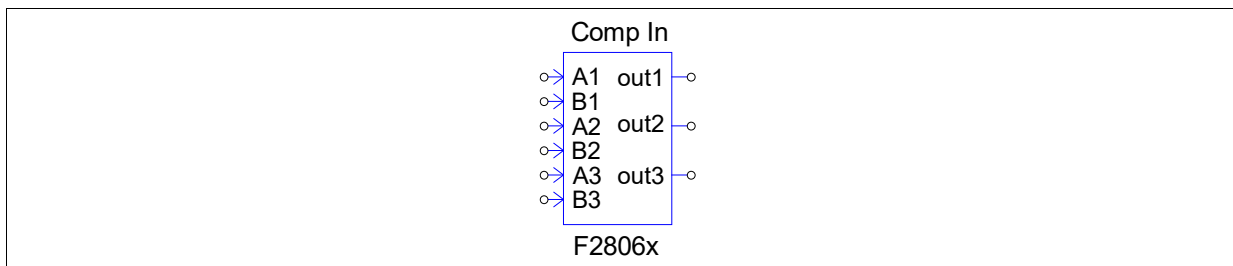 Comp In
A1 out1
B1
A2 out2
B2
A3 out3
B3
F2806x